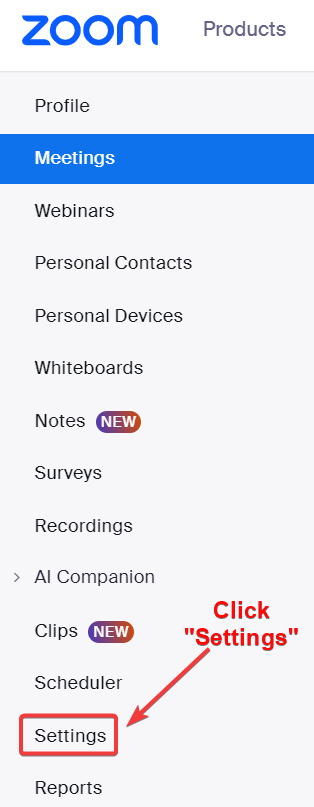 zoom Products
Profile
Meetings
Webinars
Personal Contacts
Personal Devices
Whiteboards
Notes NEW
Surveys
Recordings
AI Companion
Click
"Settings"
Clips NEW
Scheduler
Settings
Reports